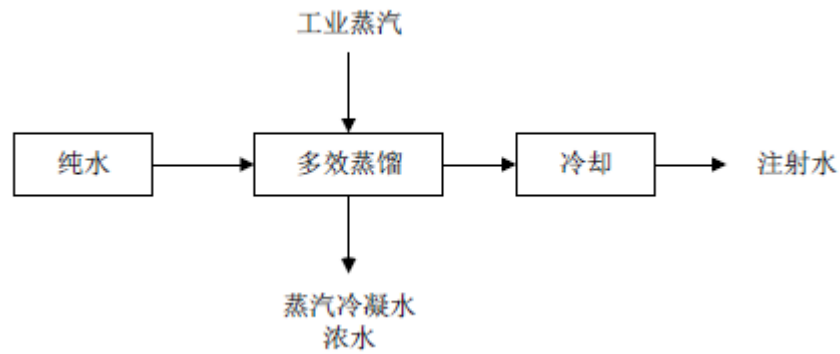 工业蒸汽
纯水
多效蒸馏
冷却
注射水
蒸汽冷凝水
浓水